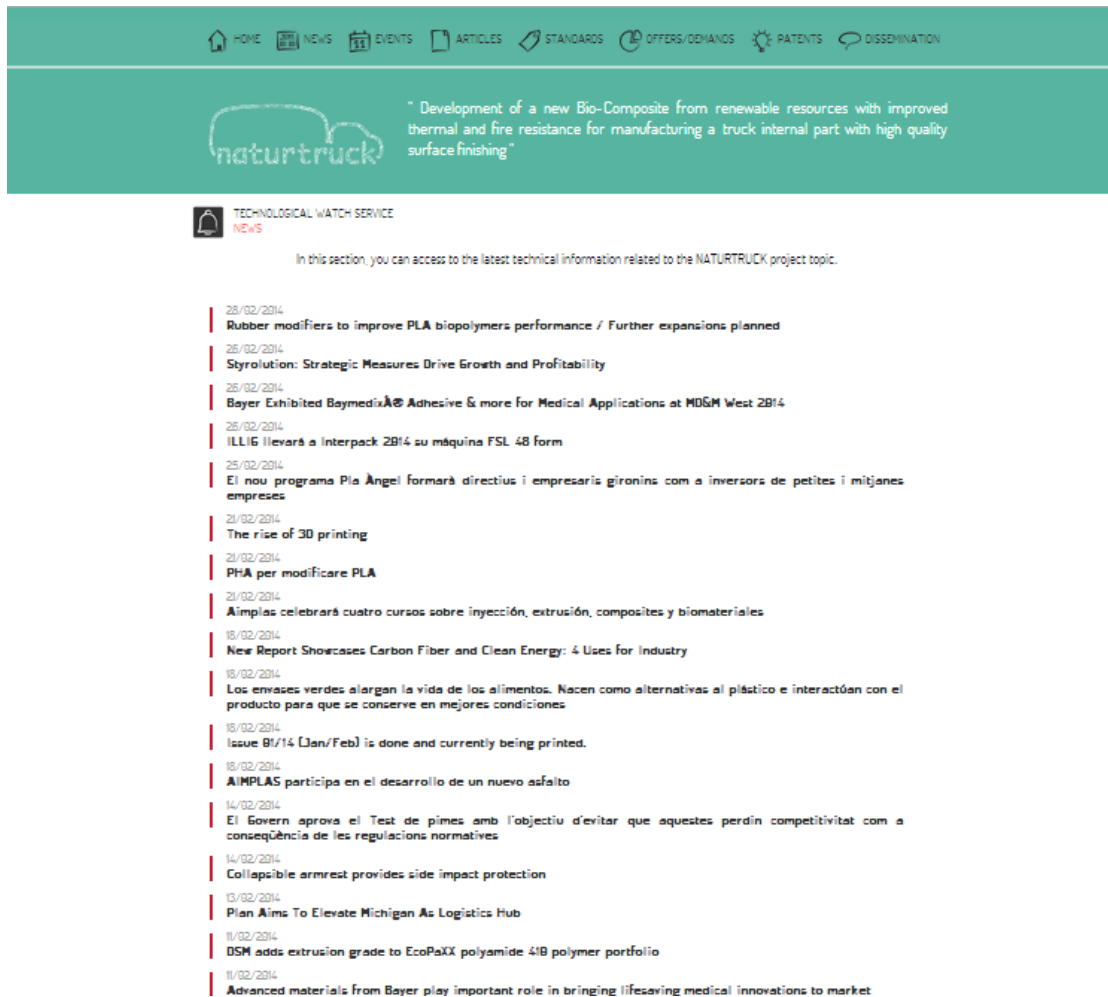 HOME NEWS EVENTS ARTICLES STANDARDS OFFERS/DEMANDS PATENTS DISSEMINATION
naturtruck
" Development of a new Bio-Composite from renewable resources with improved
thermal and fire resistance for manufacturing a truck internal part with high quality
surface finishing "
TECHNOLOGICAL WATCH SERVICE
NEWS
In this section, you can access to the latest technical information related to the NATURTRUCK project topic.
28/02/2014
Rubber modifiers to improve PLA biopolymers performance / Further expansions planned
26/02/2014
Styrolution: Strategic Measures Drive Growth and Profitability
26/02/2014
Bayer Exhibited BaymedixÂ® Adhesive & more for Medical Applications at MD&M West 2014
26/02/2014
ILLIG llevará a Interpack 2014 su máquina FSL 48 form
25/02/2014
El nou programa Pla Àngel formarà directius i empresaris gironins com a inversors de petites i mitjanes
empreses
21/02/2014
The rise of 3D printing
21/02/2014
PHA per modificare PLA
21/02/2014
Aimplas celebrará cuatro cursos sobre inyección, extrusión, composites y biomateriales
18/02/2014
New Report Showcases Carbon Fiber and Clean Energy: 4 Uses for Industry
18/02/2014
Los envases verdes alargan la vida de los alimentos. Nacen como alternativas al plástico e interactúan con el
producto para que se conserve en mejores condiciones
18/02/2014
Issue 01/14 (Jan/Feb) is done and currently being printed.
18/02/2014
AIMPLAS participa en el desarrollo de un nuevo asfalto
14/02/2014
El Govern aprova el Test de pimes amb l'objectiu d'evitar que aquestes perdin competitivitat com a
conseqüència de les regulacions normatives
14/02/2014
Collapsible armrest provides side impact protection
13/02/2014
Plan Aims To Elevate Michigan As Logistics Hub
11/02/2014
DSM adds extrusion grade to EcoPaXX polyamide 410 polymer portfolio
11/02/2014
Advanced materials from Bayer play important role in bringing lifesaving medical innovations to market